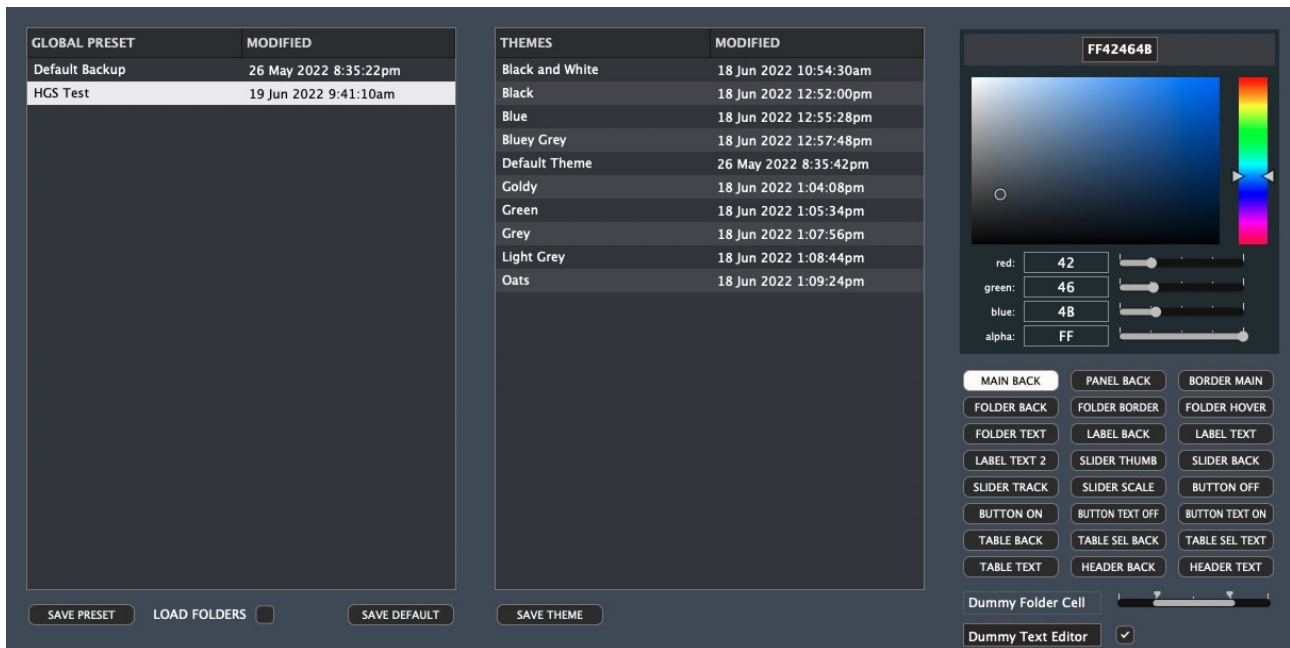 GLOBAL PRESET MODIFIED
Default Backup 26 May 2022 8:35:22pm
HGS Test 19 Jun 2022 9:41:10am
SAVE PRESET LOAD FOLDERS SAVE DEFAULT
THEMES MODIFIED
Black and White 18 Jun 2022 10:54:30am
Black 18 Jun 2022 12:52:00pm
Blue 18 Jun 2022 12:55:28pm
Bluey Grey 18 Jun 2022 12:57:48pm
Default Theme 26 May 2022 8:35:42pm
Goldy 18 Jun 2022 1:04:08pm
Green 18 Jun 2022 1:05:34pm
Grey 18 Jun 2022 1:07:56pm
Light Grey 18 Jun 2022 1:08:44pm
Oats 18 Jun 2022 1:09:24pm
SAVE THEME
FF42464B
red: 42
green: 46
blue: 4B
alpha: FF
MAIN BACK PANEL BACK BORDER MAIN
FOLDER BACK FOLDER BORDER FOLDER HOVER
FOLDER TEXT LABEL BACK LABEL TEXT
LABEL TEXT 2 SLIDER THUMB SLIDER BACK
SLIDER TRACK SLIDER SCALE BUTTON OFF
BUTTON ON BUTTON TEXT OFF BUTTON TEXT ON
TABLE BACK TABLE SEL BACK TABLE SEL TEXT
TABLE TEXT HEADER BACK HEADER TEXT
Dummy Folder Cell
Dummy Text Editor